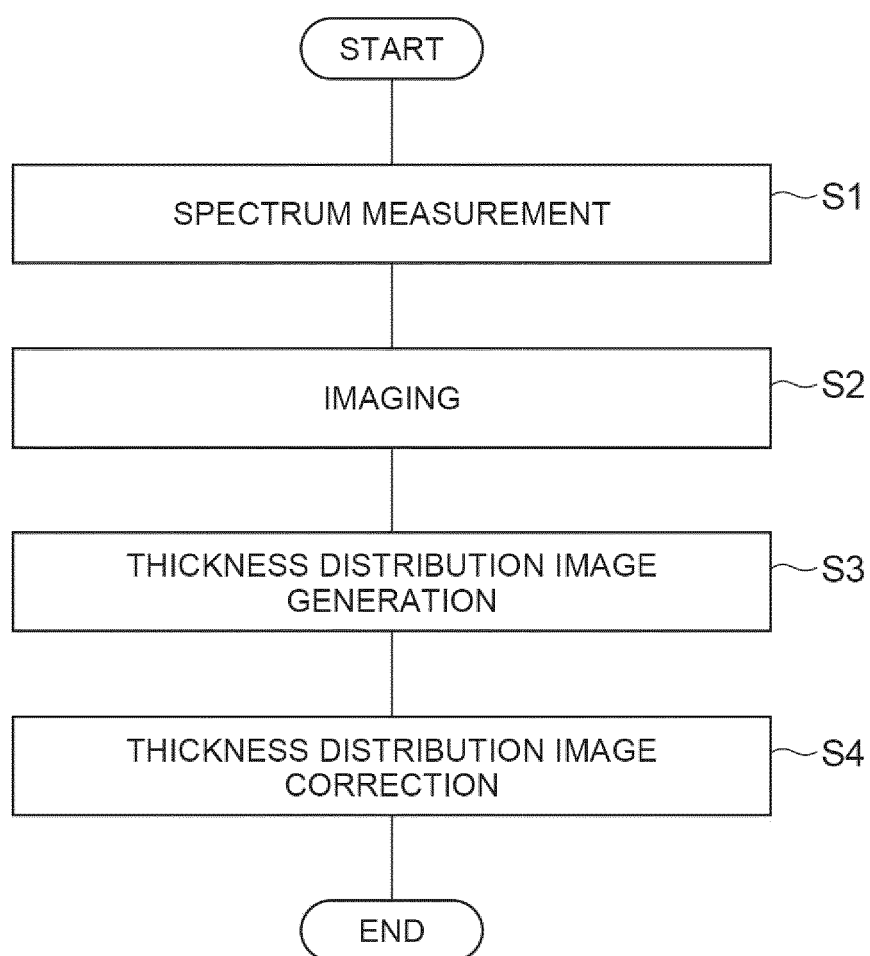 START
SPECTRUM MEASUREMENT
S1
IMAGING
S2
THICKNESS DISTRIBUTION IMAGE
GENERATION
S3
THICKNESS DISTRIBUTION IMAGE
CORRECTION
S4
END